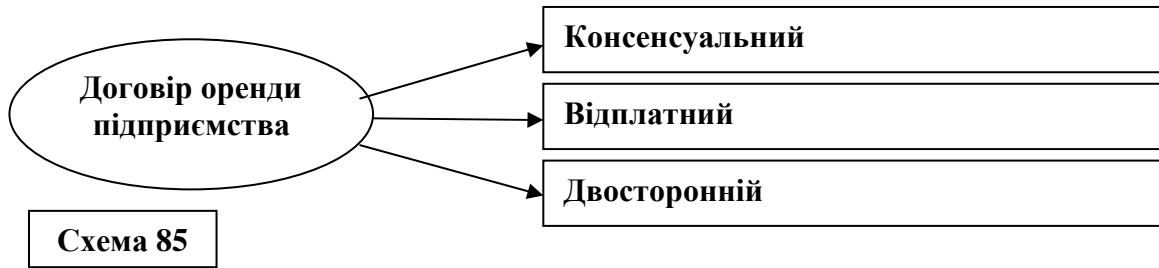 Договір оренди
підприємства
Консенсуальний
Відплатний
Двосторонній
Схема 85